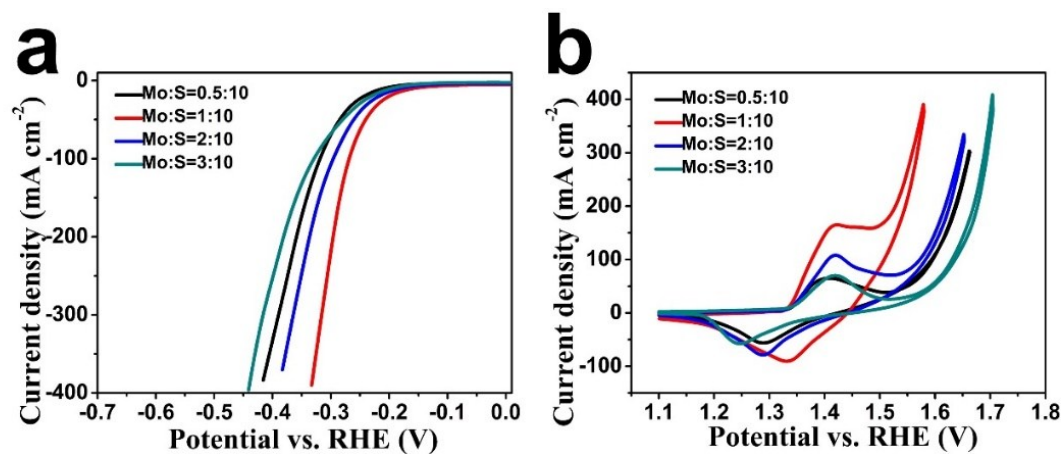 a
0
-100
-200
-300
-400
-0.7 -0.6 -0.5 -0.4 -0.3 -0.2 -0.1 0.0
Current density (mA cm-2)
Potential vs. RHE (V)
Mo:S=0.5:10
Mo:S=1:10
Mo:S=2:10
Mo:S=3:10
b
400
300
200
100
0
-100
1.1 1.2 1.3 1.4 1.5 1.6 1.7 1.8
Current density (mA cm-2)
Potential vs. RHE (V)
Mo:S=0.5:10
Mo:S=1:10
Mo:S=2:10
Mo:S=3:10